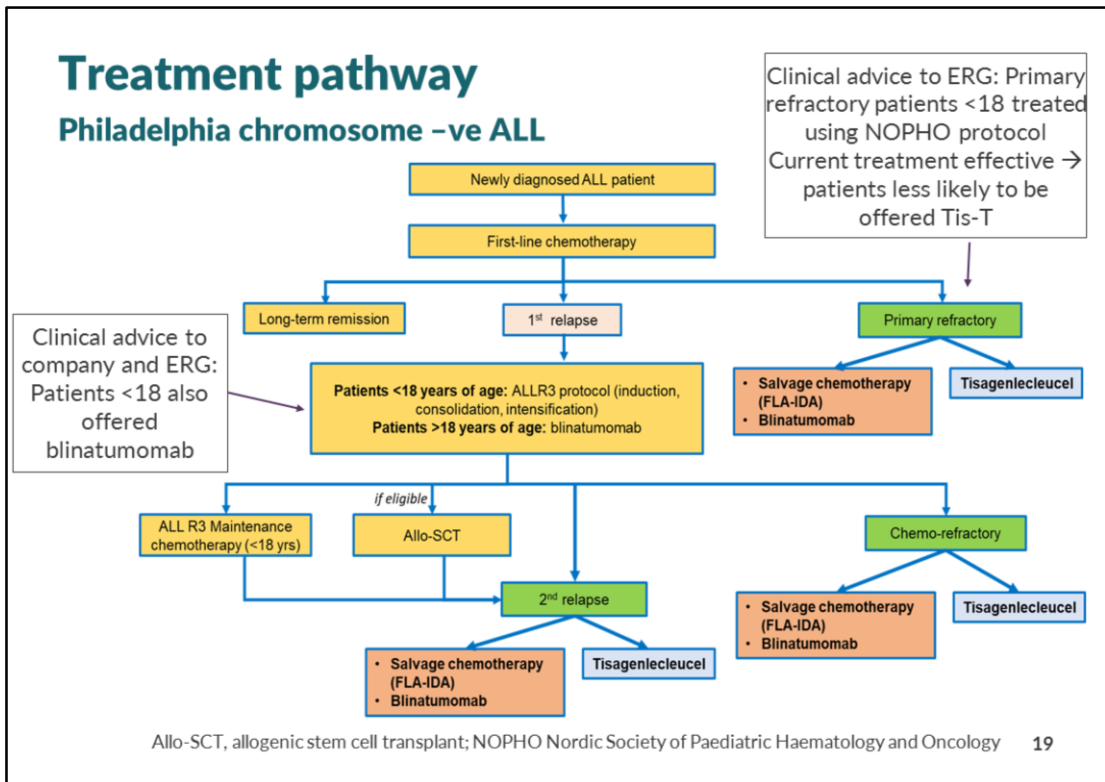 Treatment pathway
Philadelphia chromosome –ve ALL
Clinical advice to ERG: Primary
refractory patients <18 treated
using NOPHO protocol
Current treatment effective →
patients less likely to be
offered Tis-T
Newly diagnosed ALL patient
First-line chemotherapy
Long-term remission
1st relapse
Primary refractory
Clinical advice to
company and ERG:
Patients <18 also
offered
blinatumomab
Patients <18 years of age: ALLR3 protocol (induction,
consolidation, intensification)
Patients >18 years of age: blinatumomab
• Salvage chemotherapy
(FLA-IDA)
• Blinatumomab
Tisagenlecleucel
if eligible
ALL R3 Maintenance
chemotherapy (<18 yrs)
Allo-SCT
Chemo-refractory
2nd relapse
• Salvage chemotherapy
(FLA-IDA)
• Blinatumomab
Tisagenlecleucel
• Salvage chemotherapy
(FLA-IDA)
• Blinatumomab
Tisagenlecleucel
Allo-SCT, allogenic stem cell transplant; NOPHO Nordic Society of Paediatric Haematology and Oncology 19